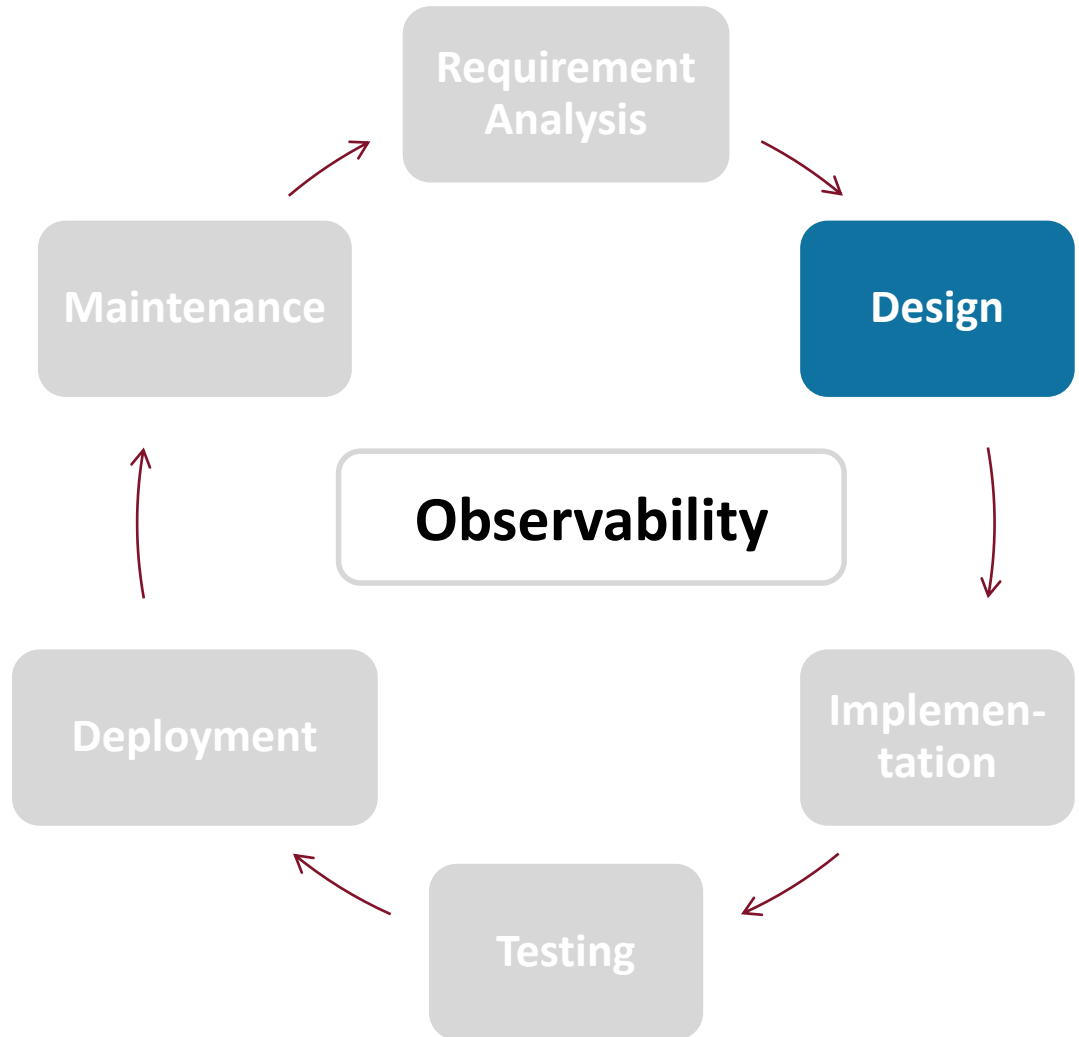 Requirement
Analysis
Design
Maintenance
Observability
Implemen-
tation
Deployment
Testing